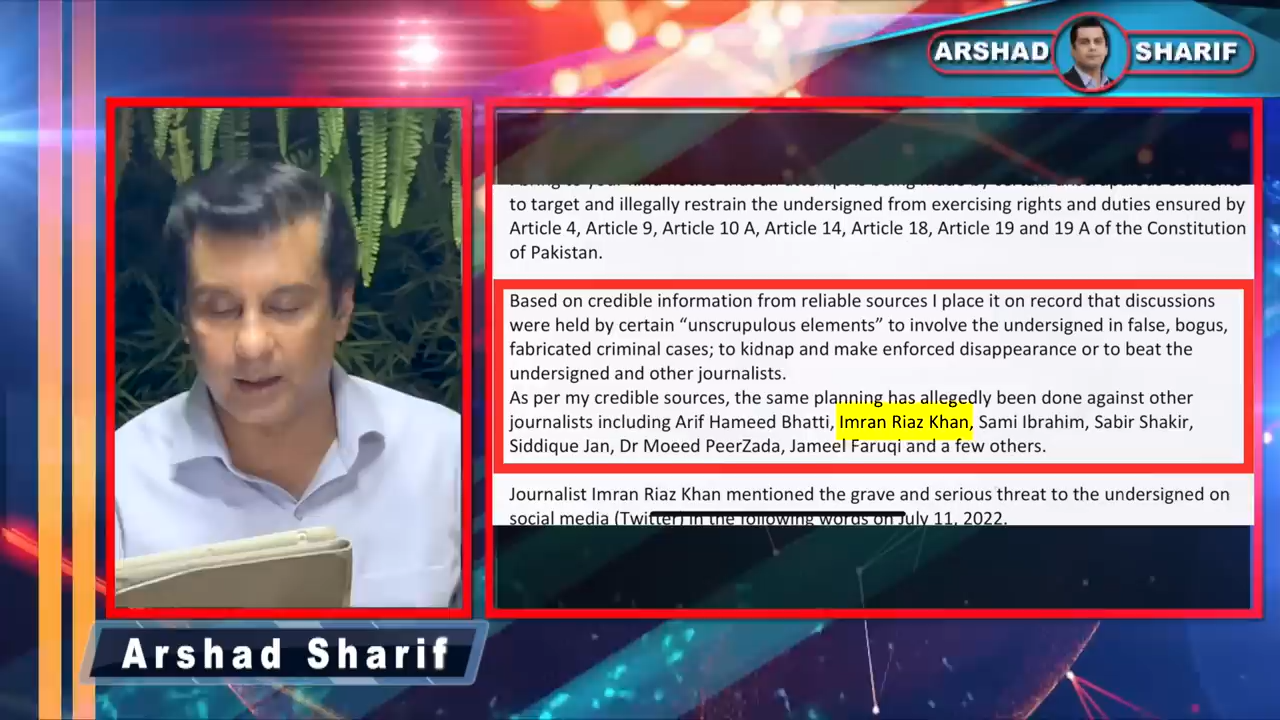 ARSHAD SHARIF
to target and illegally restrain the undersigned from exercising rights and duties ensured by
Article 4, Article 9, Article 10 A, Article 14, Article 18, Article 19 and 19 A of the Constitution
of Pakistan.
Based on credible information from reliable sources I place it on record that discussions
were held by certain “unscrupulous elements” to involve the undersigned in false, bogus,
fabricated criminal cases; to kidnap and make enforced disappearance or to beat the
undersigned and other journalists.
As per my credible sources, the same planning has allegedly been done against other
journalists including Arif Hameed Bhatti, Imran Riaz Khan, Sami Ibrahim, Sabir Shakir,
Siddique Jan, Dr Moeed PeerZada, Jameel Faruqi and a few others.
Journalist Imran Riaz Khan mentioned the grave and serious threat to the undersigned on
social media (Twitter) in the following words on July 11, 2022.
Arshad Sharif